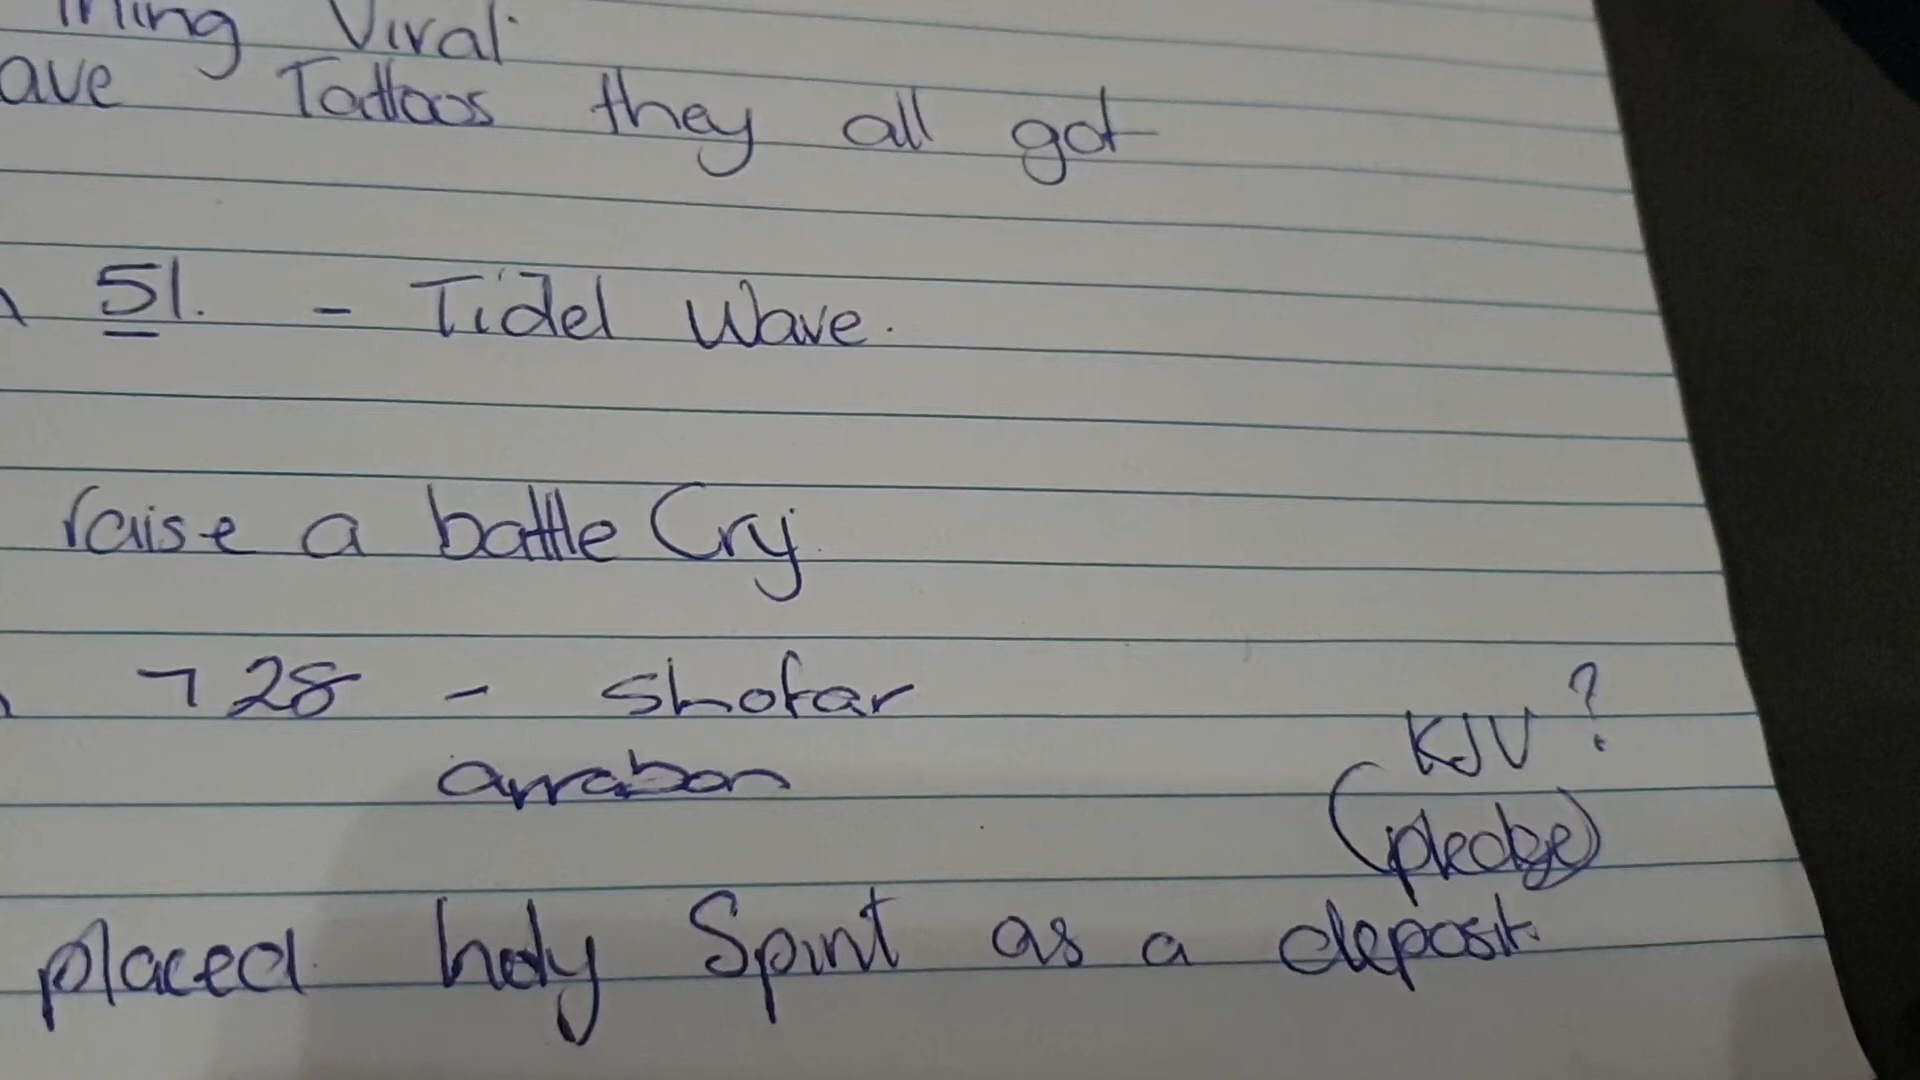 Viral.
ave Tattoos they all got
51. - Tidel Wave.
raise a battle Cry
728 - shofar
arrabon
KJV ?
(pledge)
placed holy Spirit as a deposit.